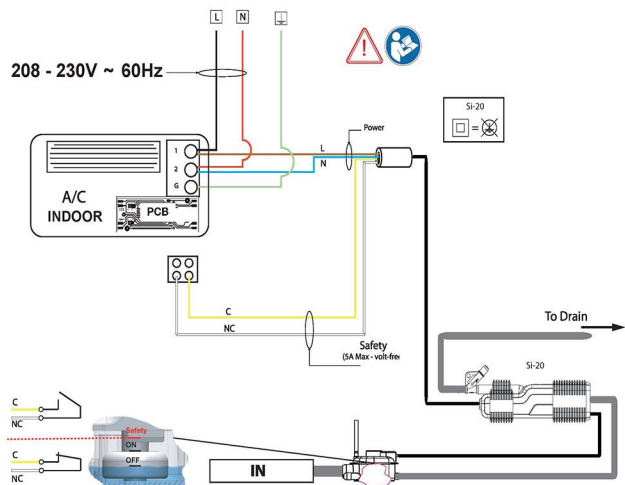 L N
208 - 230V ~ 60Hz
Si-20
=
Power
L
N
1
2
G
A/C
INDOOR
PCB
C
NC
Safety
(5A Max - volt-free
To Drain
Si-20
C
NC
Safety
ON
OFF
C
NC
IN